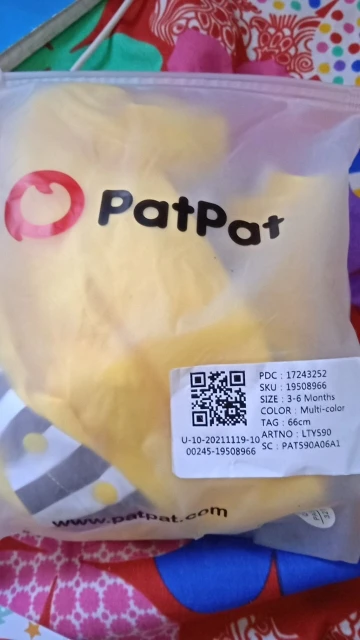 PatPat
PDC : 17243252
SKU : 19508966
SIZE : 3-6 Months
COLOR : Multi-color
TAG : 66cm
ARTNO : LTY590
SC : PAT590A06A1
U-10-20211119-10
00245-19508966
www.patpat.com